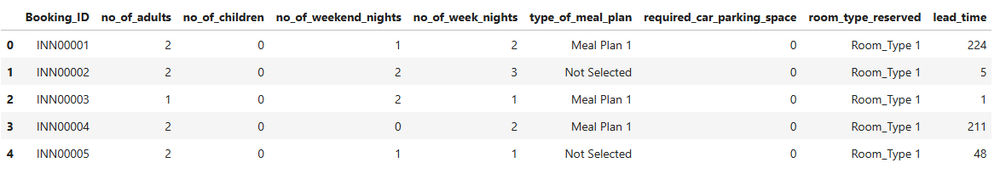 Booking_ID no_of_adults no_of_children no_of_weekend_nights no_of_week_nights type_of_meal_plan required_car_parking_space room_type_reserved lead_time
0 INN00001 2 0 1 2 Meal Plan 1 0 Room_Type 1 224
1 INN00002 2 0 2 3 Not Selected 0 Room_Type 1 5
2 INN00003 1 0 2 1 Meal Plan 1 0 Room_Type 1 1
3 INN00004 2 0 0 2 Meal Plan 1 0 Room_Type 1 211
4 INN00005 2 0 1 1 Not Selected 0 Room_Type 1 48